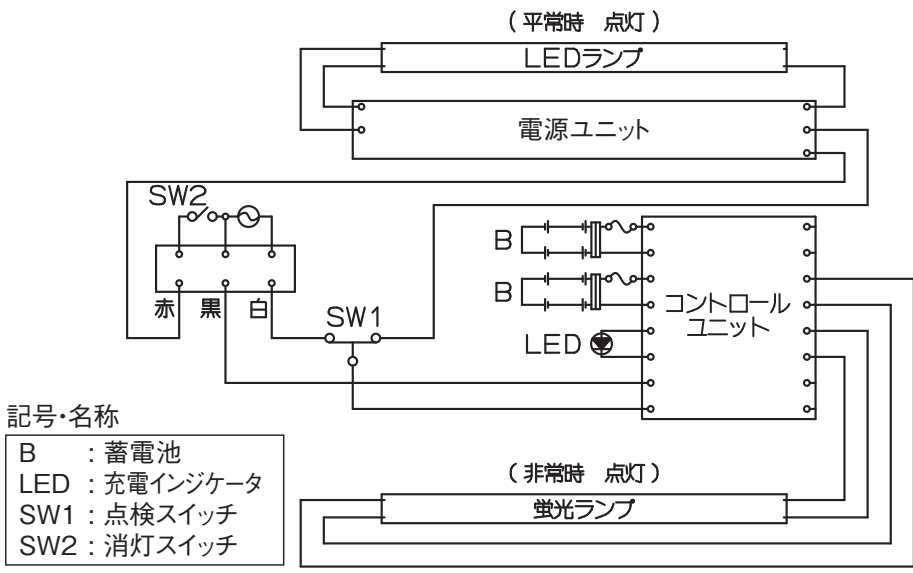 (平常時 点灯)
LEDランプ
電源ユニット
SW2
B
赤 黒 白
B
コントロール
ユニット
SW1
LED
記号・名称
B : 蓄電池
LED : 充電インジケータ
SW1 : 点検スイッチ
SW2 : 消灯スイッチ
(非常時 点灯)
蛍光ランプ